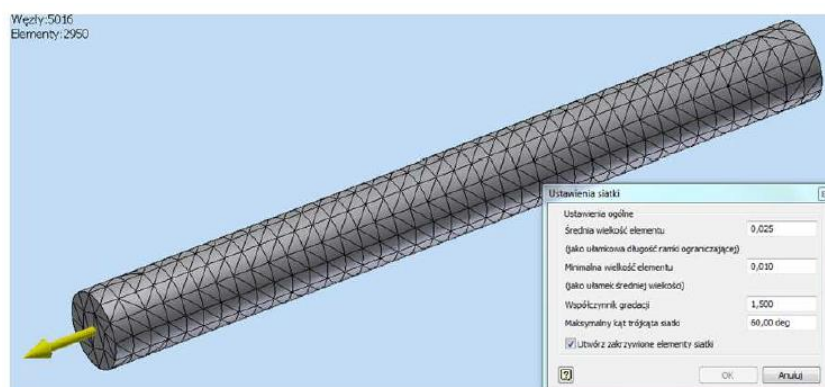 Węzły:5016
Elementy:2950
Ustawienia siatki
Ustawienia ogólne
Średnia wielkość elementu 0,025
(jako ułamkowa długość ramki ograniczającej)
Minimalna wielkość elementu 0,010
(jako ułamek średniej wielkości)
Współczynnik gradacji 1,500
Maksymalny kąt trójkąta siatki 60,00 deg
Utwórz zakrzywione elementy siatki
? OK Anuluj